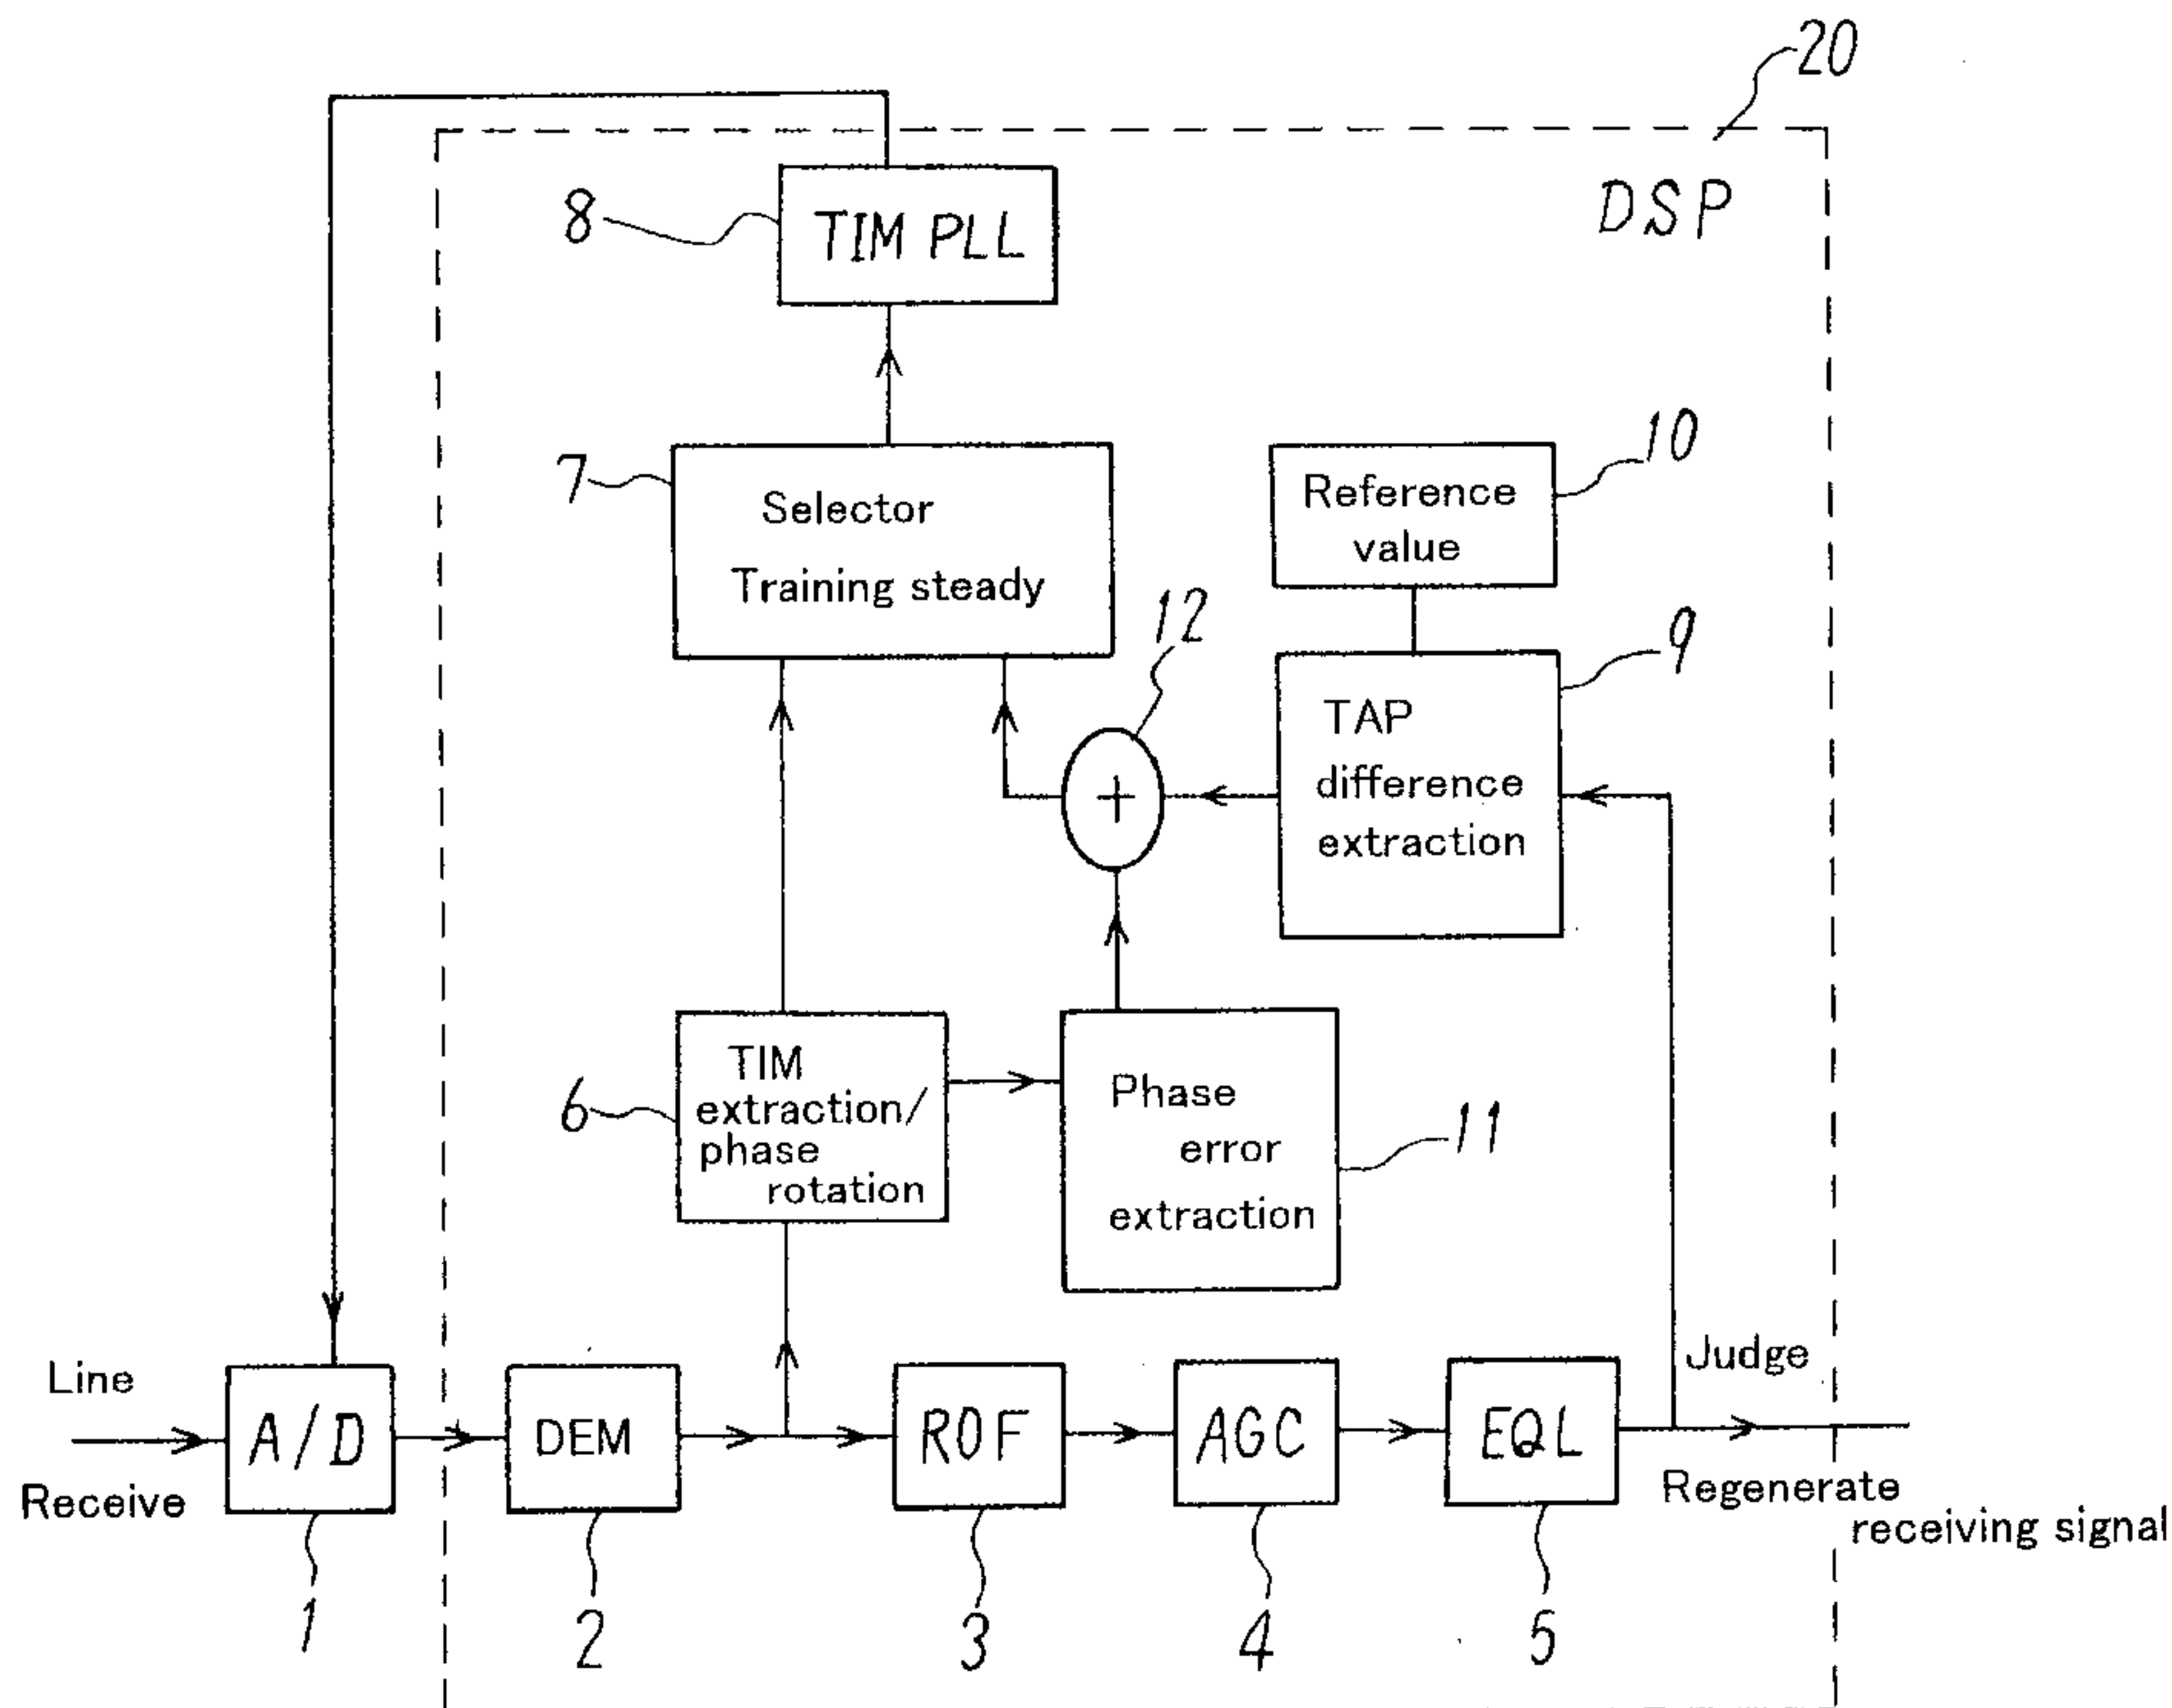 20
DSP
8
TIM PLL
7
Selector
Training steady
10
Reference
value
12
9
TAP
difference
extraction
+
6
TIM
extraction/
phase
rotation
11
Phase
error
extraction
Line
Receive
A/D
DEM
ROF
AGC
EQL
Judge
Regenerate
receiving signal
1
2
3
4
5